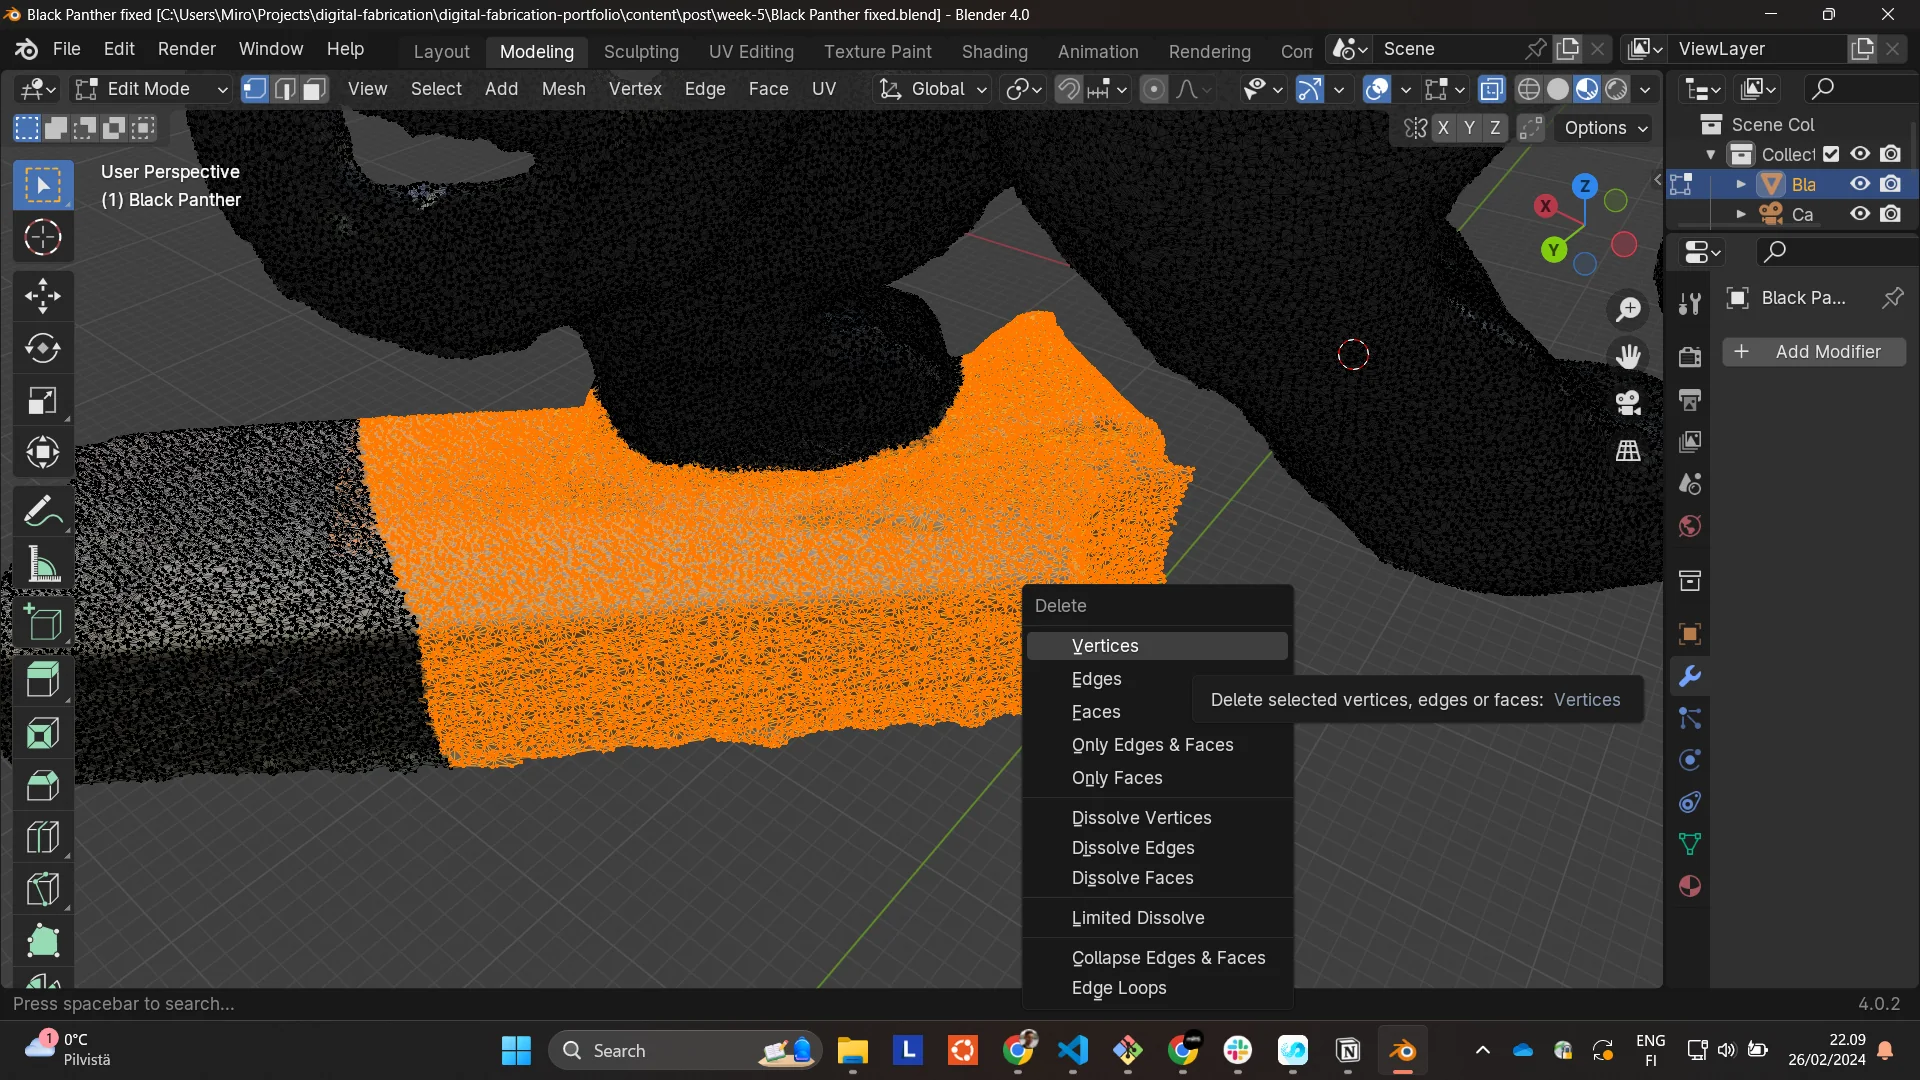 Black Panther fixed [C:\Users\Miro\Projects\digital-fabrication\digital-fabrication-portfolio\content\post\week-5\Black Panther fixed.blend] - Blender 4.0
File Edit Render Window Help Layout Modeling Sculpting UV Editing Texture Paint Shading Animation Rendering Com Scene ViewLayer
Edit Mode View Select Add Mesh Vertex Edge Face UV Global
X Y Z Options
Scene Col
Collect
Bla
Ca
User Perspective
(1) Black Panther
Z
X
Y
Black Pa...
Add Modifier
Delete
Vertices
Edges
Faces
Only Edges & Faces
Only Faces
Dissolve Vertices
Dissolve Edges
Dissolve Faces
Limited Dissolve
Collapse Edges & Faces
Edge Loops
Delete selected vertices, edges or faces: Vertices
Press spacebar to search...
4.0.2
1
0°C
Pilvistä
Search
L
ENG
FI
22.09
26/02/2024